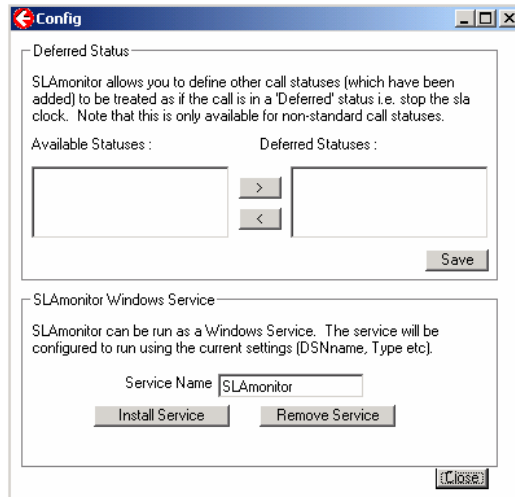 Config
Deferred Status
SLAmonitor allows you to define other call statuses (which have been
added) to be treated as if the call is in a 'Deferred' status i.e. stop the sla
clock. Note that this is only available for non-standard call statuses.
Available Statuses :
Deferred Statuses :
>
<
Save
SLAmonitor Windows Service
SLAmonitor can be run as a Windows Service. The service will be
configured to run using the current settings (DSNname, Type etc).
Service Name SLAmonitor
Install Service
Remove Service
Close